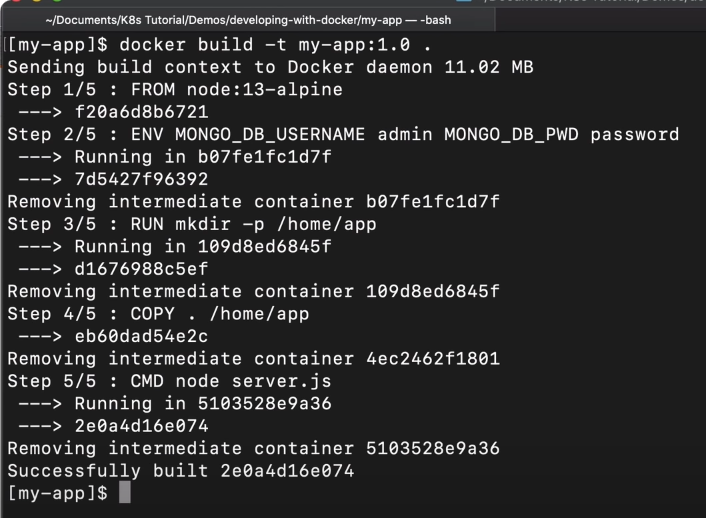 ~/Documents/K8s Tutorial/Demos/developing-with-docker/my-app — -bash
[[my-app]$ docker build -t my-app:1.0 .
Sending build context to Docker daemon 11.02 MB
Step 1/5 : FROM node:13-alpine
 ---> f20a6d8b6721
Step 2/5 : ENV MONGO_DB_USERNAME admin MONGO_DB_PWD password
 ---> Running in b07fe1fc1d7f
 ---> 7d5427f96392
Removing intermediate container b07fe1fc1d7f
Step 3/5 : RUN mkdir -p /home/app
 ---> Running in 109d8ed6845f
 ---> d1676988c5ef
Removing intermediate container 109d8ed6845f
Step 4/5 : COPY . /home/app
 ---> eb60dad54e2c
Removing intermediate container 4ec2462f1801
Step 5/5 : CMD node server.js
 ---> Running in 5103528e9a36
 ---> 2e0a4d16e074
Removing intermediate container 5103528e9a36
Successfully built 2e0a4d16e074
[my-app]$